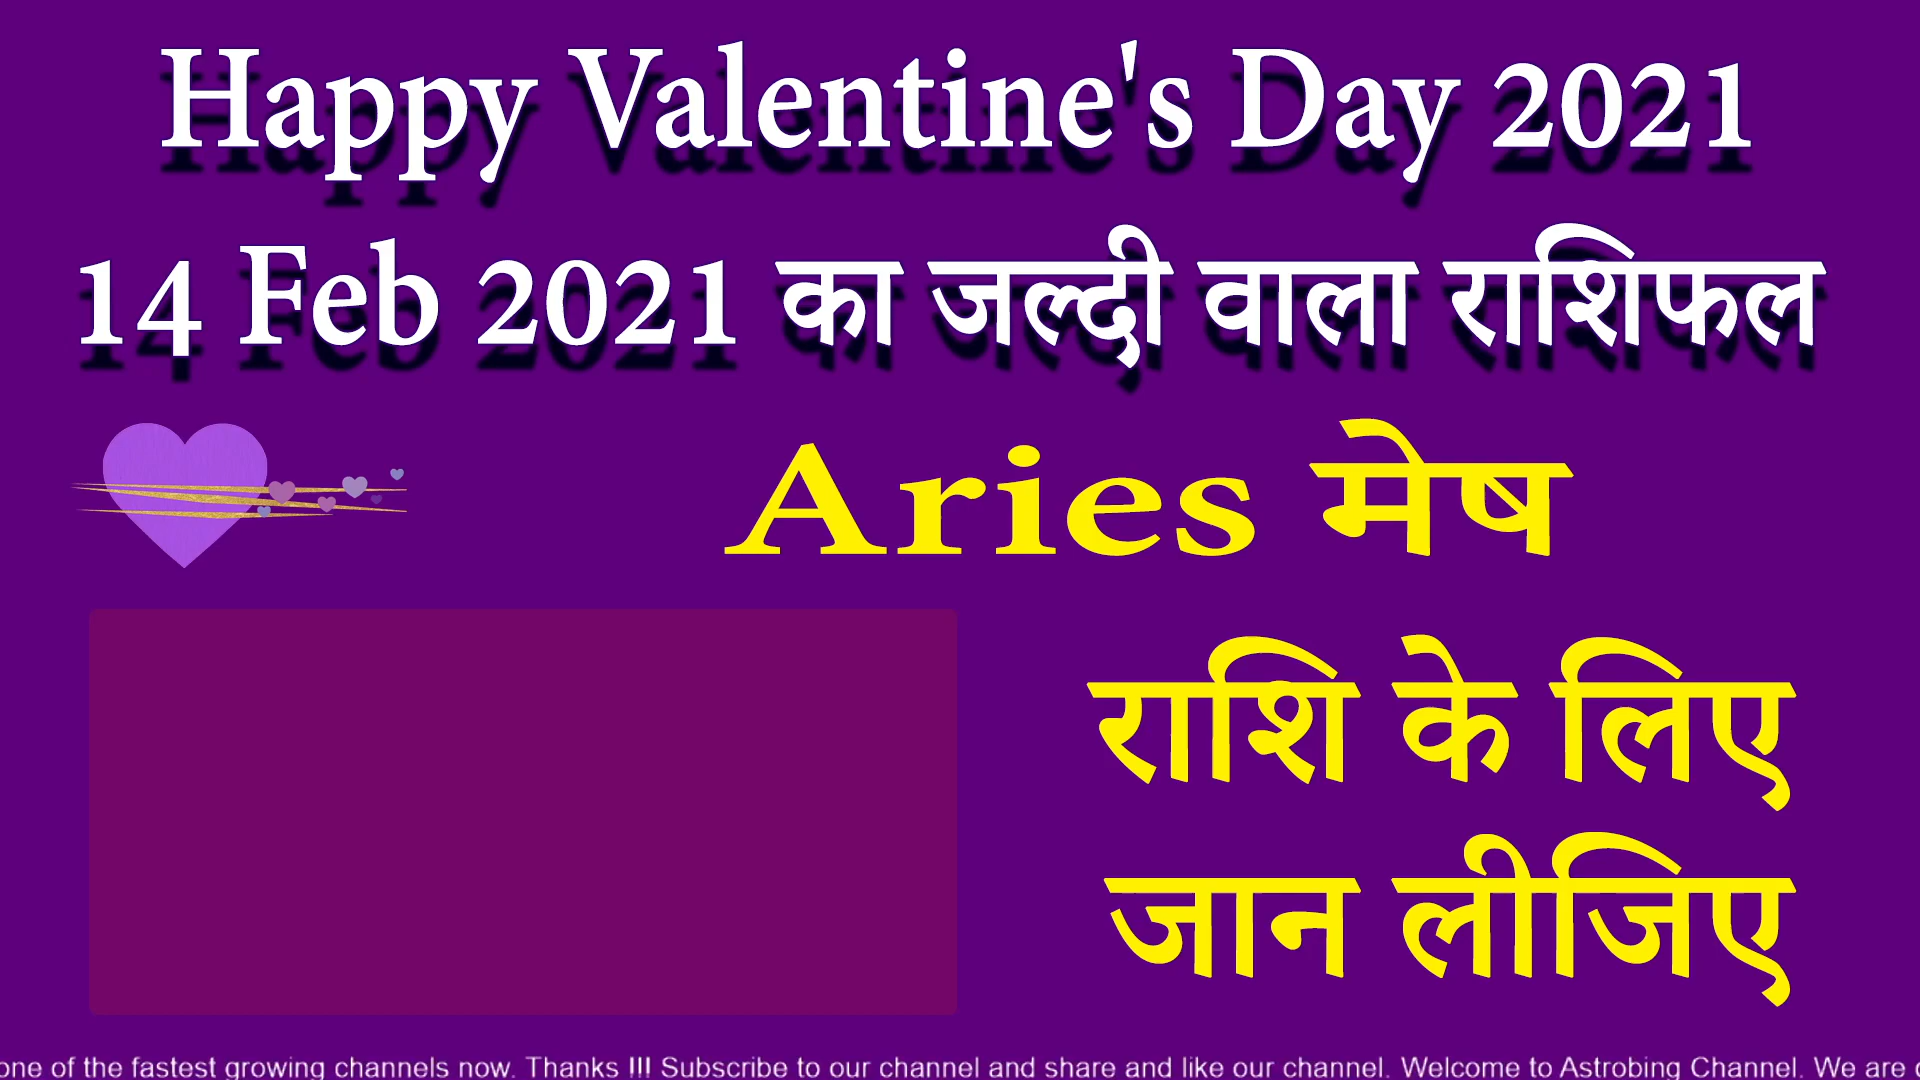 Happy Valentine's Day 2021
14 Feb 2021 का जल्दी वाला राशिफल
Aries मेष
राशि के लिए
जान लीजिए
one of the fastest growing channels now. Thanks !!! Subscribe to our channel and share and like our channel. Welcome to Astrobing Channel. We are